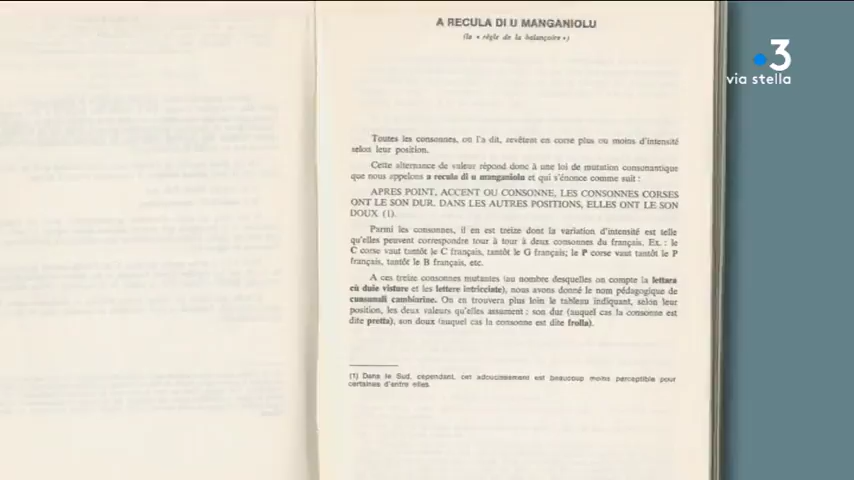 A RECULA DI U MANGANIOLU
(la « règle de la balançoire »)
3
via stella
Toutes les consonnes, on l'a dit, revêtent en corse plus ou moins d'intensité
selon leur position.
Cette alternance de valeur répond donc à une loi de mutation consonantique
que nous appelons a recula di u manganiolu et qui s'énonce comme suit :
APRES POINT, ACCENT OU CONSONNE, LES CONSONNES CORSES
ONT LE SON DUR. DANS LES AUTRES POSITIONS, ELLES ONT LE SON
DOUX (1).
Parmi les consonnes, il en est treize dont la variation d'intensité est telle
qu'elles peuvent correspondre tour à tour à deux consonnes du français. Ex. : le
C corse vaut tantôt le C français, tantôt le G français; le P corse vaut tantôt le P
français, tantôt le B français, etc.
A ces treize consonnes mutantes (au nombre desquelles on compte la lettara
cù duie visture et les lettere intricciate), nous avons donné le nom pédagogique de
cunsunali cambiarine. On en trouvera plus loin le tableau indiquant, selon leur
position, les deux valeurs qu'elles assument : son dur (auquel cas la consonne est
dite pretta), son doux (auquel cas la consonne est dite frolla).
(1) Dans le Sud, cependant, cet adoucissement est beaucoup moins perceptible pour
certaines d'entre elles.